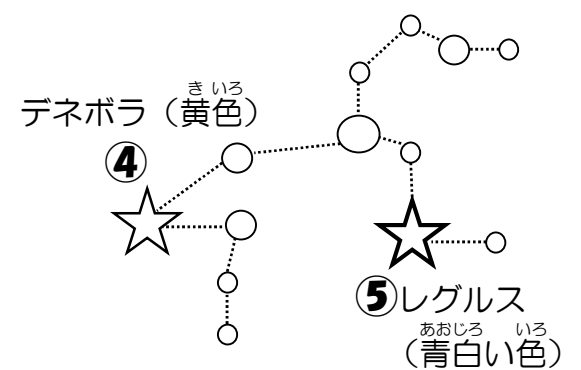 きいろ
デネボラ（黄色）
④
⑤レグルス
あおじろ いろ
（青白い色）